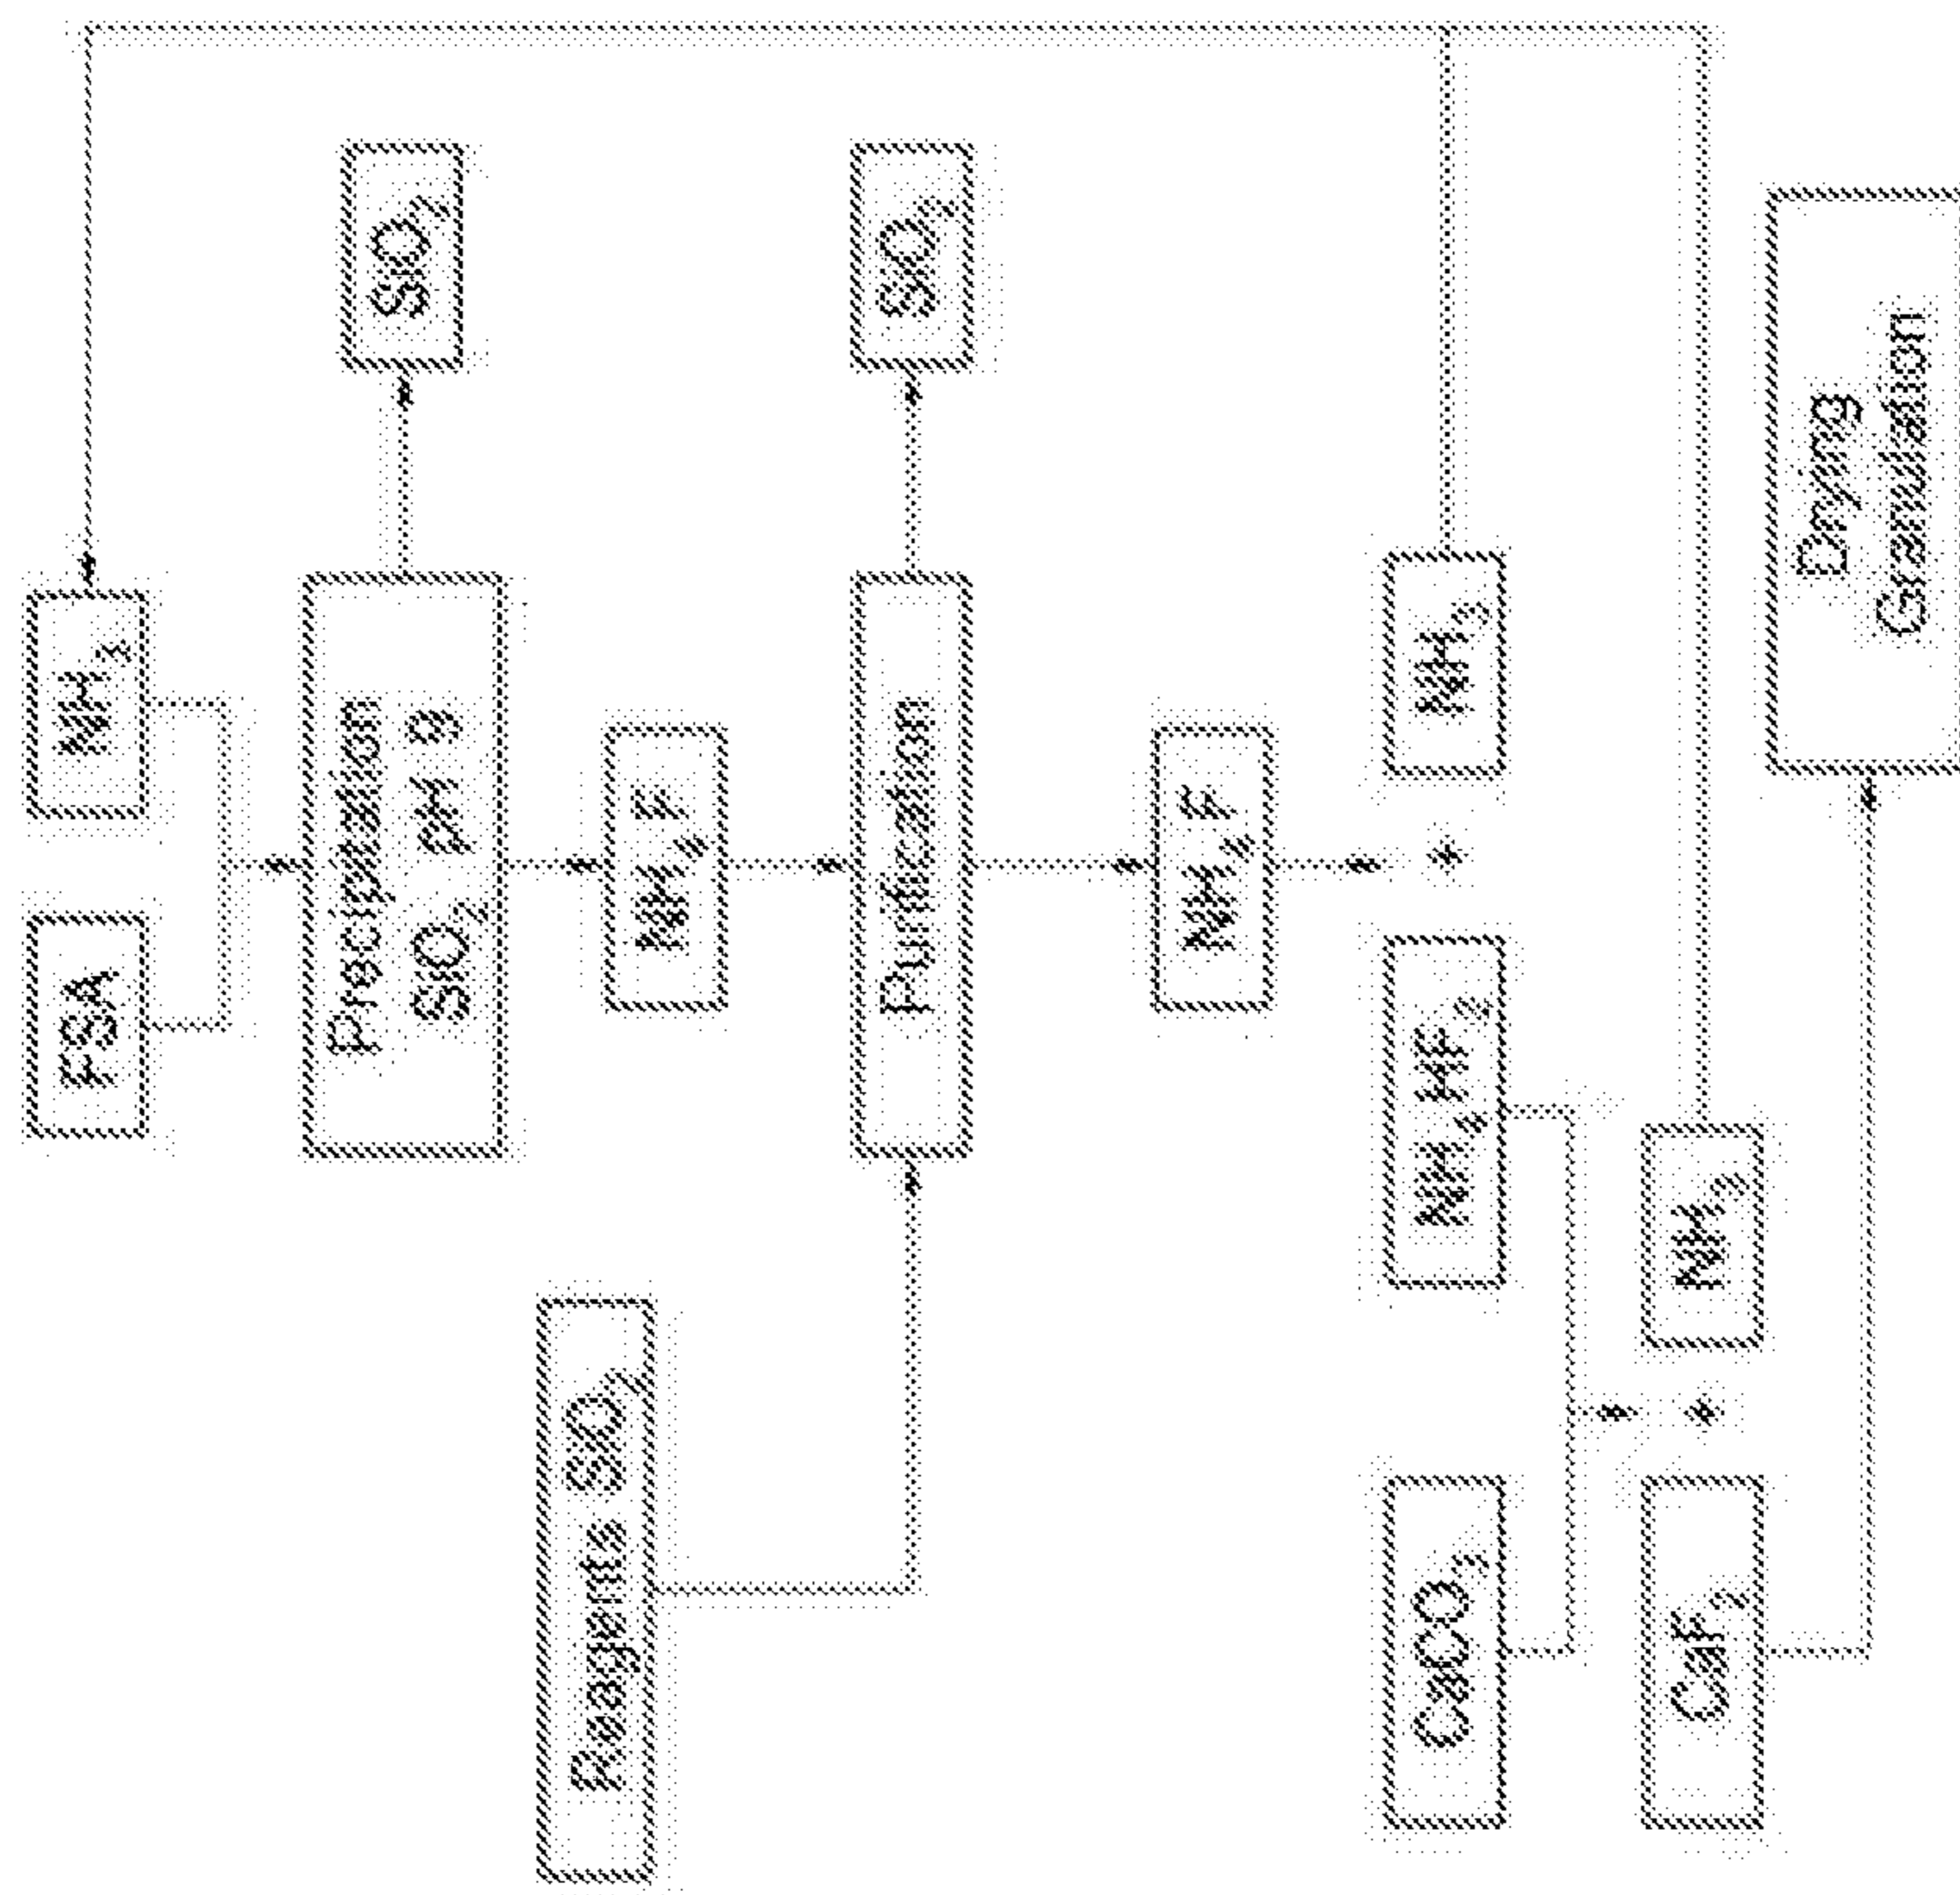 FSA
NH3
Precipitation
SiO2 pH 9
SiO2
NH4F
Reagents SiO2
Purification
SiO2
NH4F
CaCO3
NH4HF2
NH3
+
CaF2
+
NH3
Drying
Granulation